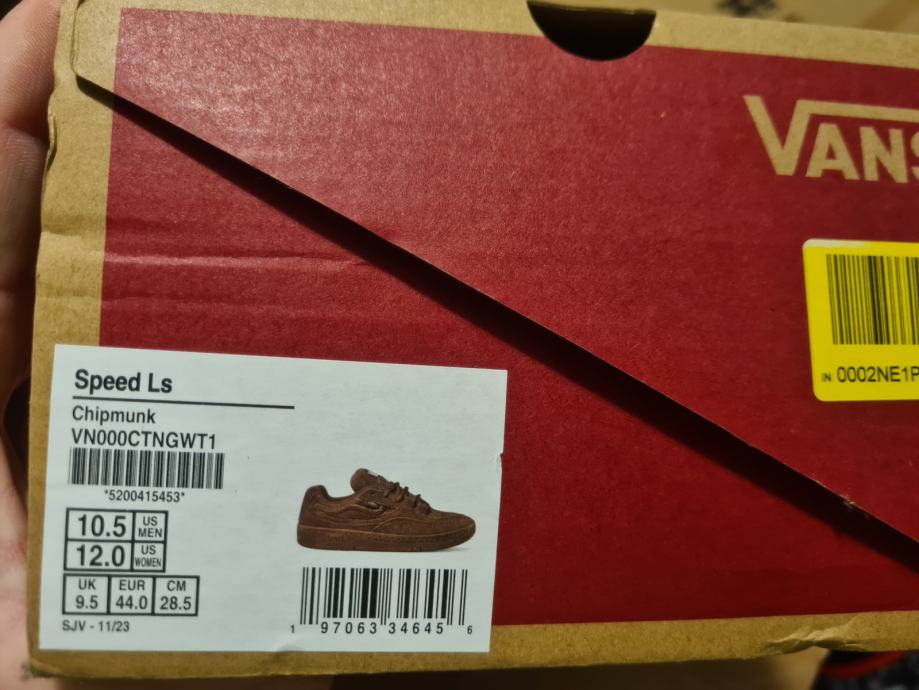 VANS
IN 0002NE1P
Speed Ls
Chipmunk
VN000CTNGWT1
*5200415453*
10.5 US MEN
12.0 US WOMEN
UK EUR CM
9.5 44.0 28.5
SJV - 11/23
1 97063 34645 6